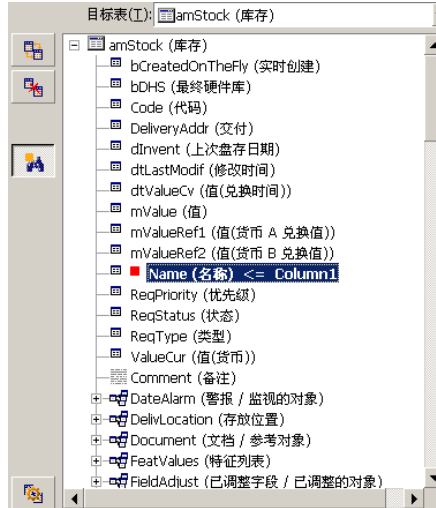 目标表(T): amStock (库存)
amStock (库存)
bCreatedOnTheFly (实时创建)
bDHS (最终硬件库)
Code (代码)
DeliveryAddr (交付)
dInvent (上次盘存日期)
dtLastModif (修改时间)
dtValueCv (值(兑换时间))
mValue (值)
mValueRef1 (值(货币 A 兑换值))
mValueRef2 (值(货币 B 兑换值))
Name (名称) <= Column1
ReqPriority (优先级)
ReqStatus (状态)
ReqType (类型)
ValueCur (值(货币))
Comment (备注)
DateAlarm (警报 / 监视的对象)
DelivLocation (存放位置)
Document (文档 / 参考对象)
FeatValues (特征列表)
FieldAdjust (已调整字段 / 已调整的对象)